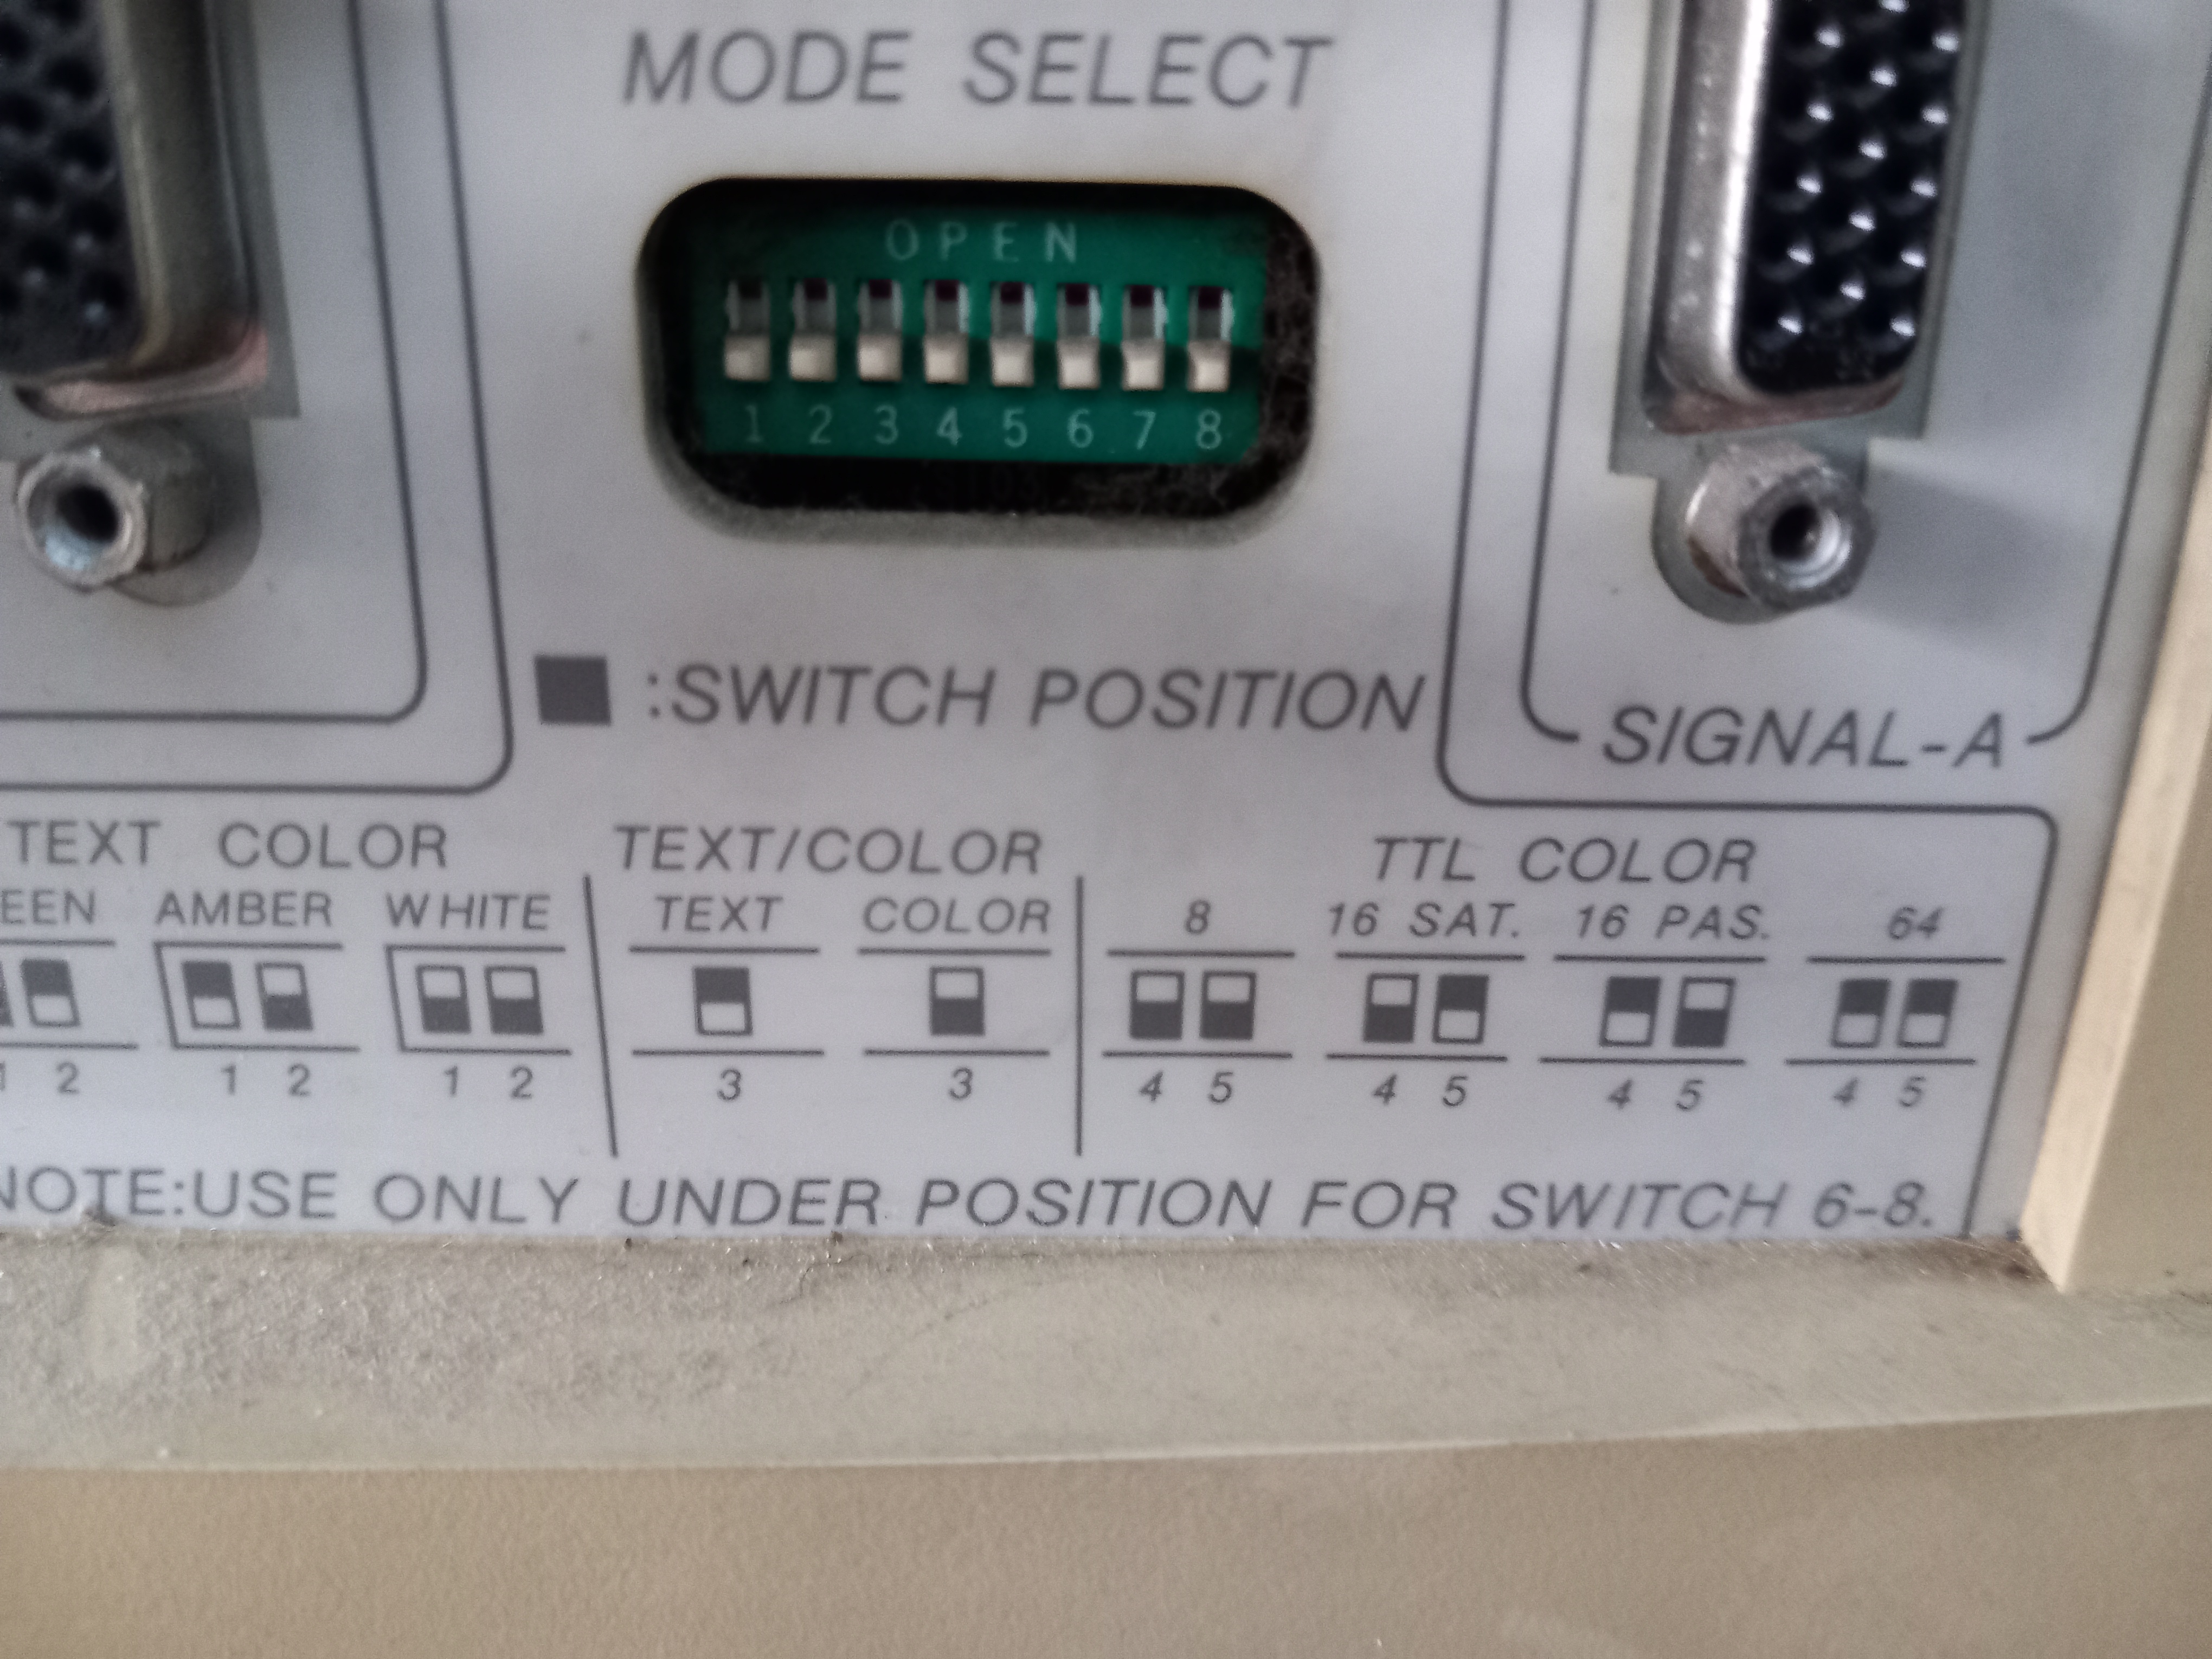 MODE SELECT
OPEN
1 2 3 4 5 6 7 8
:SWITCH POSITION
SIGNAL-A
TEXT COLOR
TEXT/COLOR
TTL COLOR
EEN AMBER WHITE
TEXT COLOR
8 16 SAT. 16 PAS. 64
1 2 1 2 1 2
3 3
4 5 4 5 4 5 4 5
NOTE:USE ONLY UNDER POSITION FOR SWITCH 6-8.